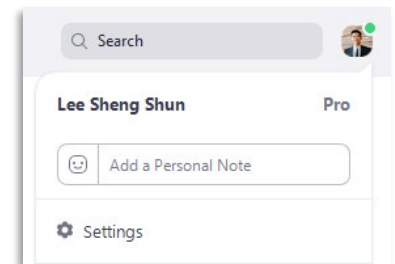 Search
Lee Sheng Shun Pro
Add a Personal Note
Settings